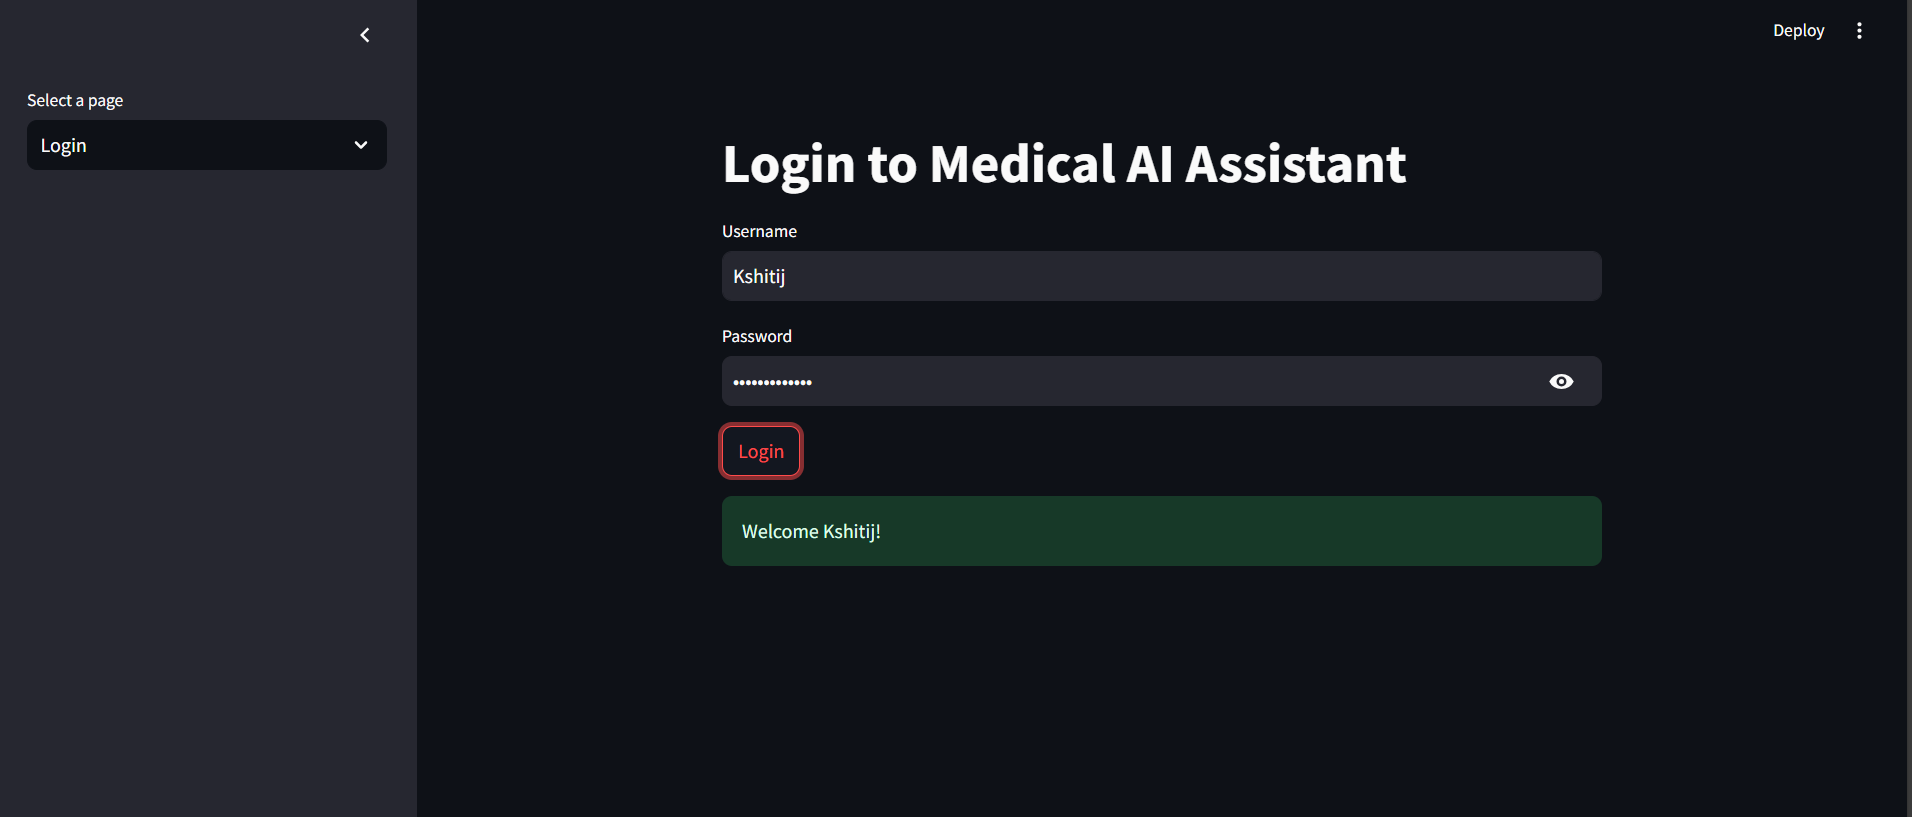 Select a page
Login
Deploy
Login to Medical AI Assistant
Username
Kshitij
Password
•••••••••••••
Login
Welcome Kshitij!